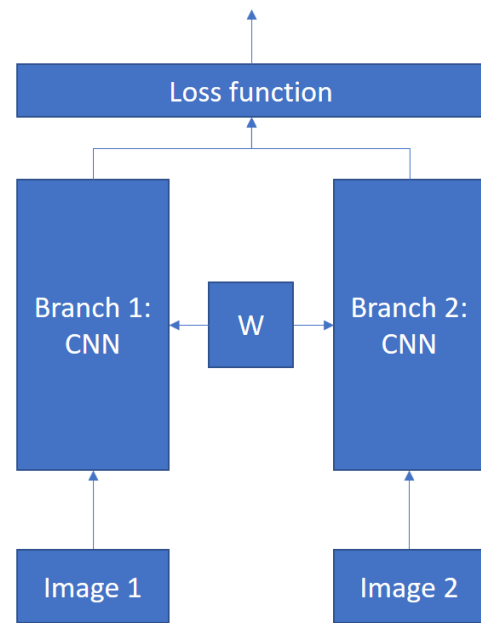 Loss function
Branch 1:
CNN
W
Branch 2:
CNN
Image 1
Image 2